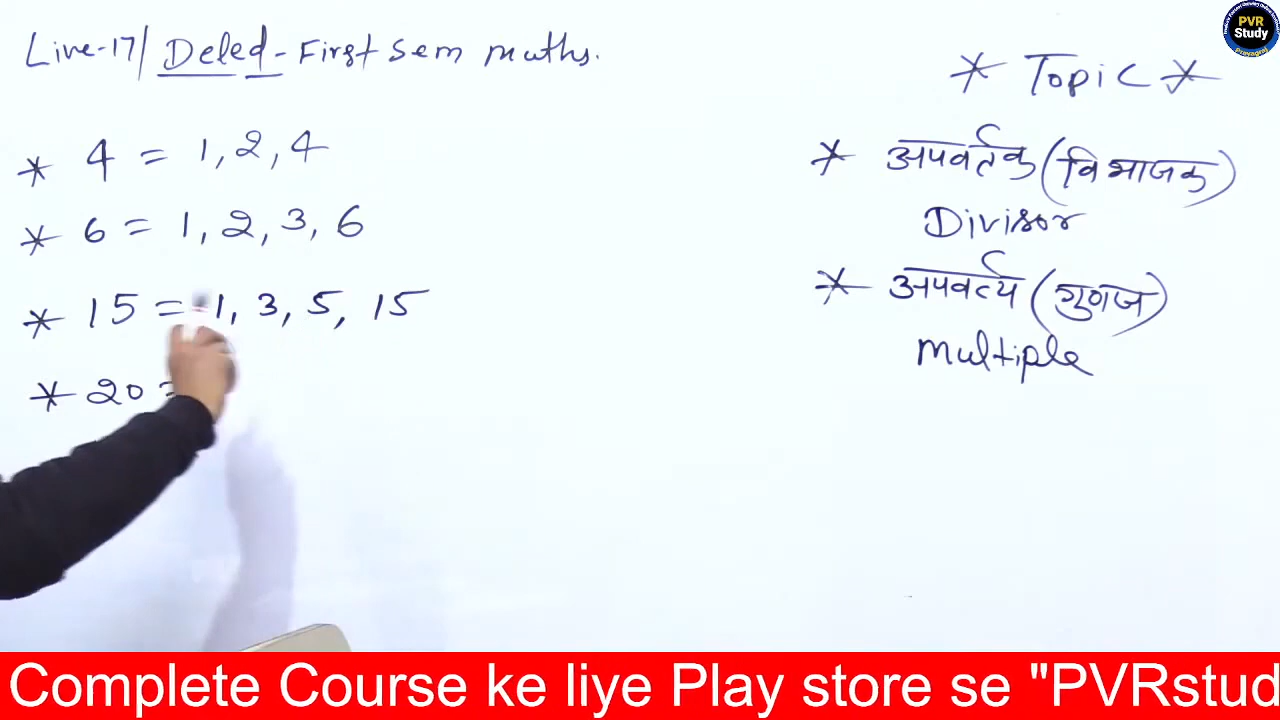 Live-17/ Deled-First Sem maths.
* Topic *
* 4 = 1, 2, 4
* 6 = 1, 2, 3, 6
* 15 = 1, 3, 5, 15
* 20 =
* अपवर्तक (विभाजक)
Divisor
* अपवर्त्य (गुणज)
multiple
PVR
Study
Prayagraj
Complete Course ke liye Play store se "PVRstud